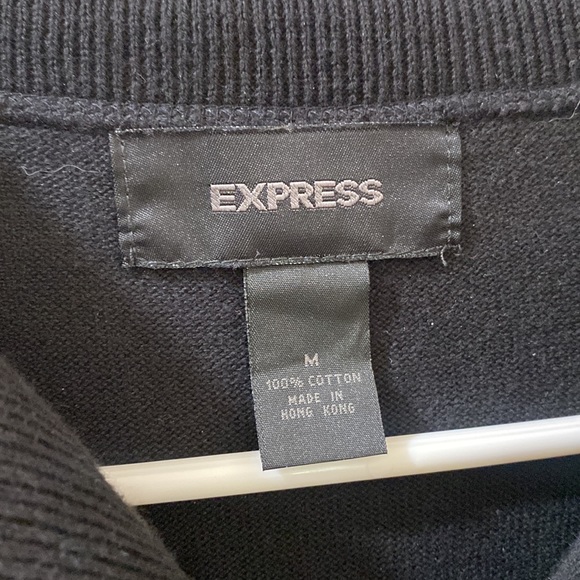 EXPRESS
M
100% COTTON
MADE IN
HONG KONG